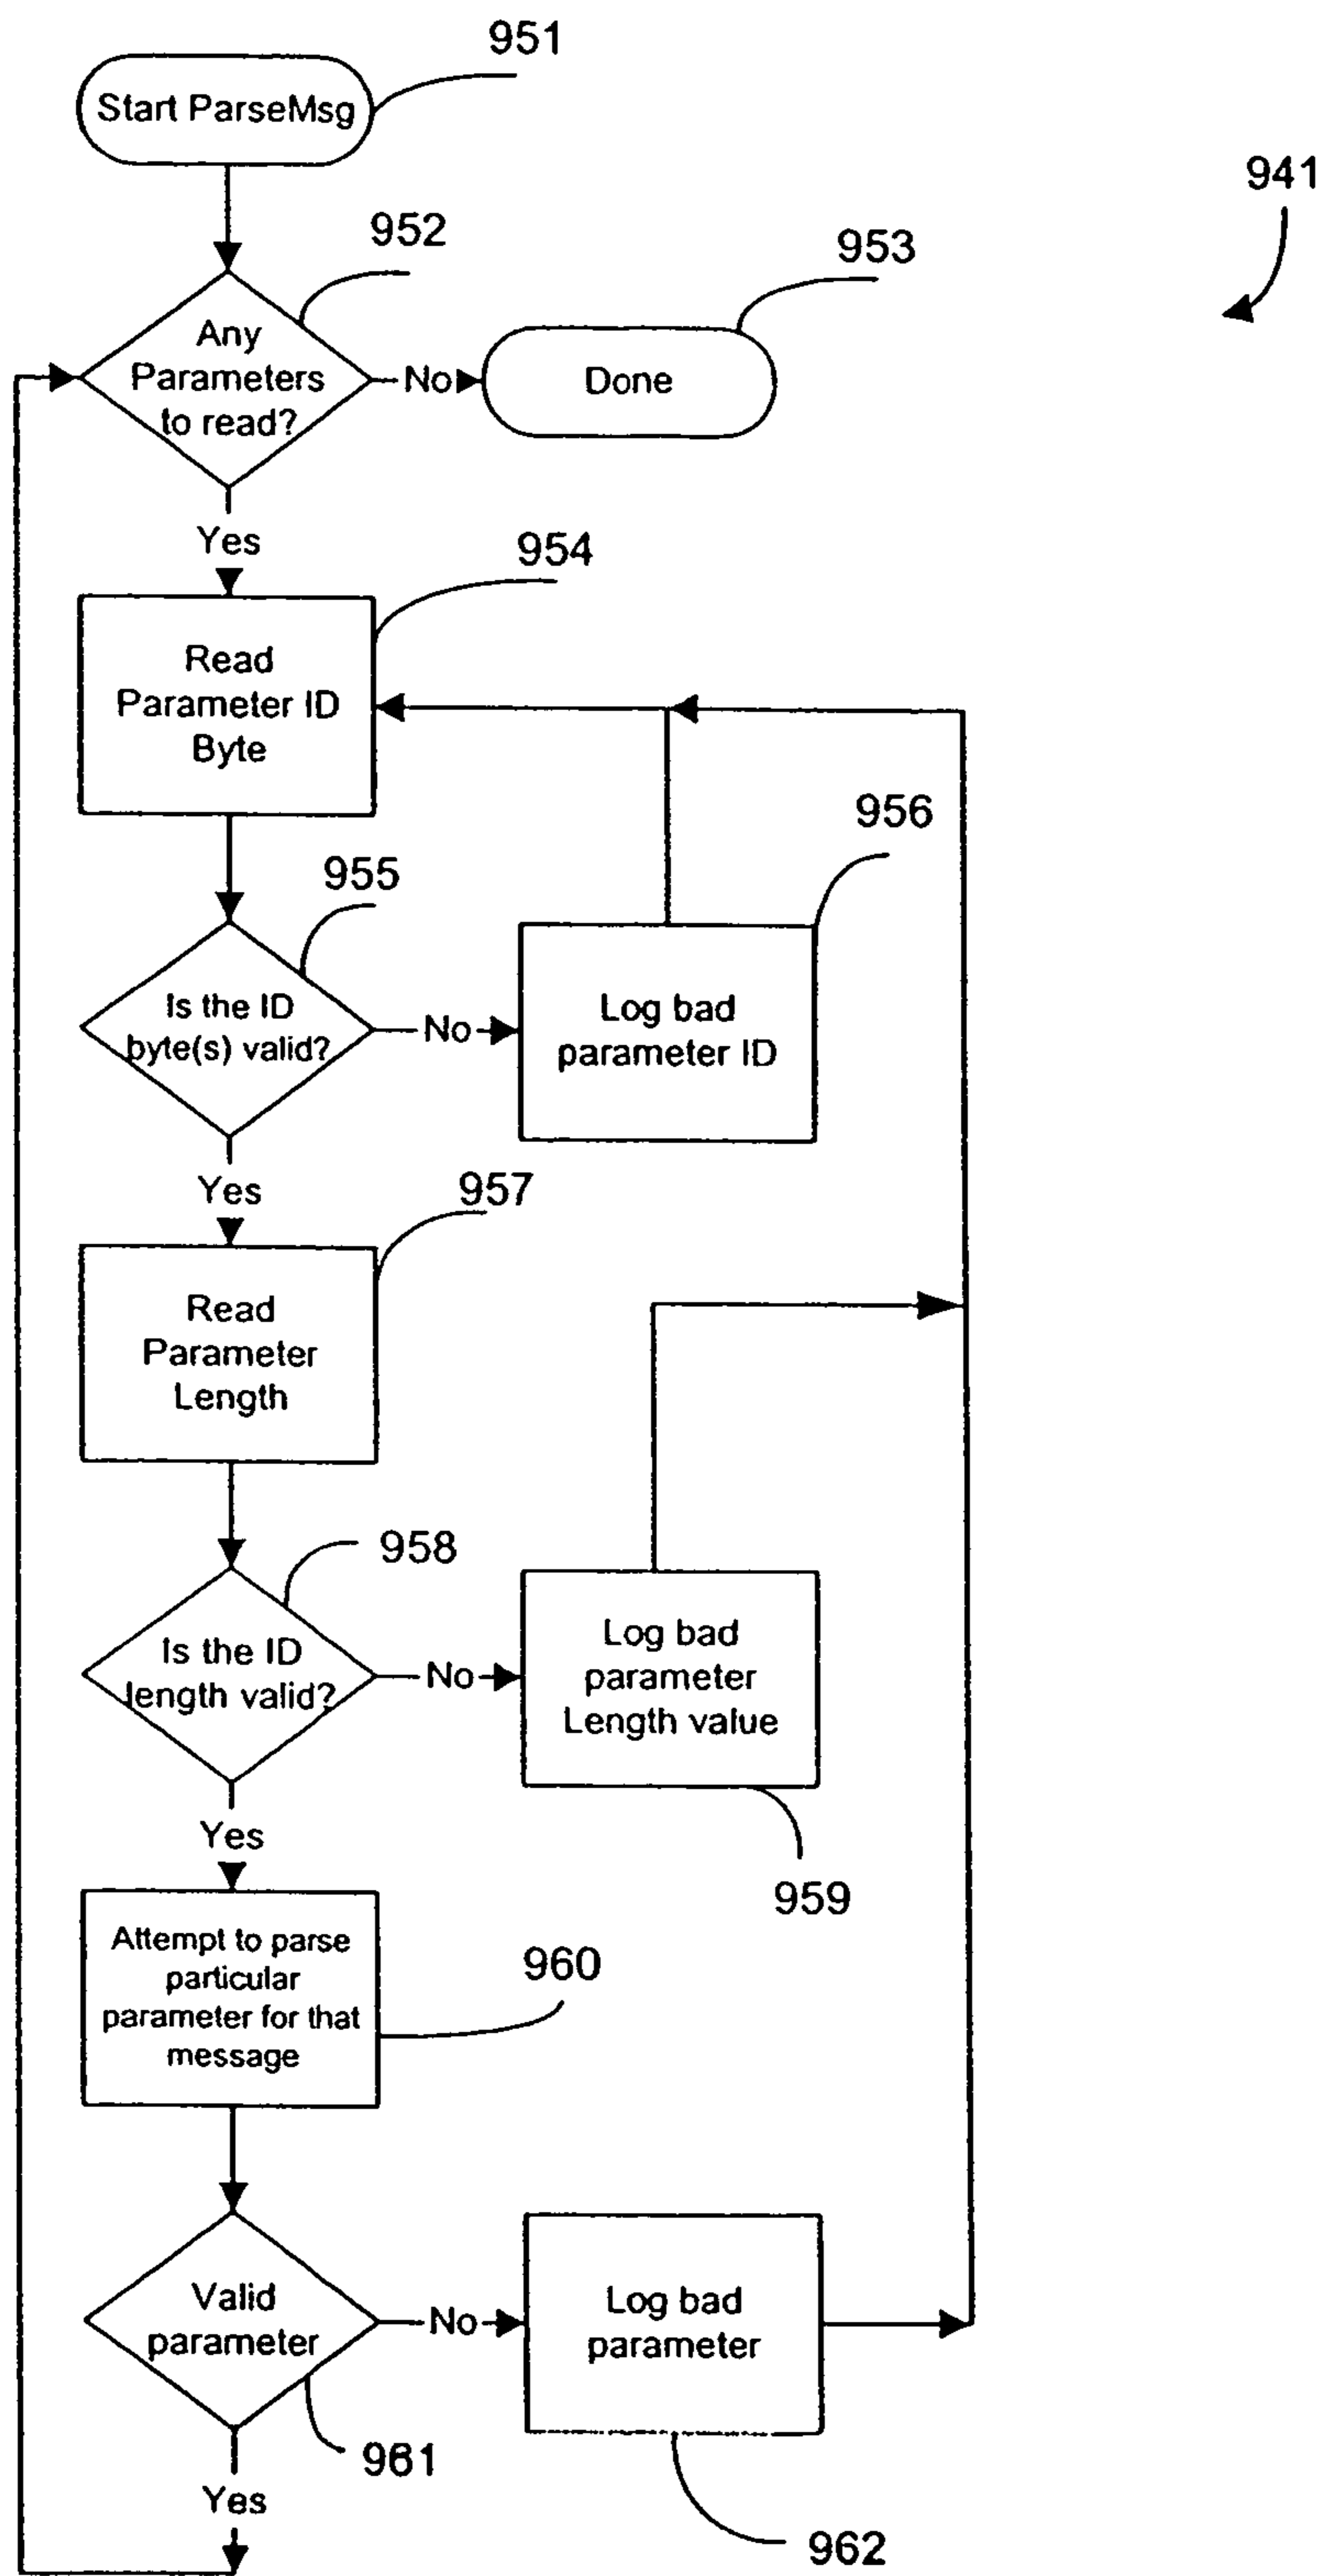 951
Start ParseMsg
941
952
953
Any
Parameters
to read?
No
Done
Yes
954
Read
Parameter ID
Byte
956
955
Is the ID
byte(s) valid?
No
Log bad
parameter ID
Yes
957
Read
Parameter
Length
958
Is the ID
length valid?
No
Log bad
parameter
Length value
Yes
959
Attempt to parse
particular
parameter for that
message
960
Valid
parameter
No
Log bad
parameter
961
Yes
962